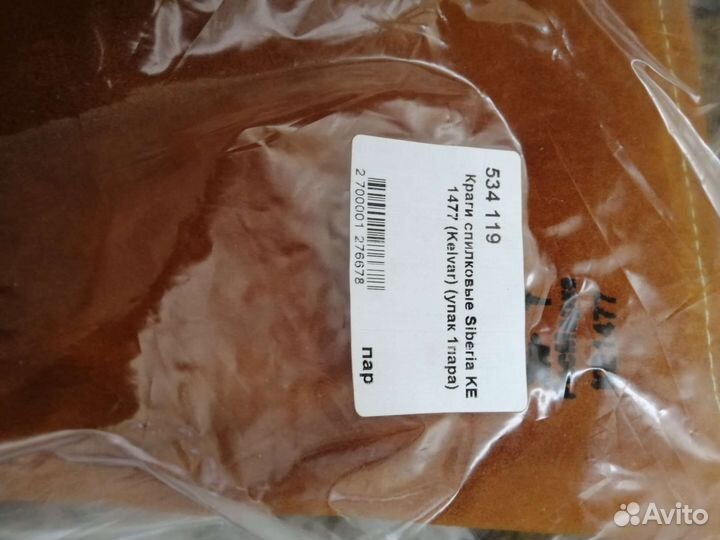 534 119
Краги спилковые Siberia KE
1477 (Kelvar) (упак 1пара)
2 700001 276678
пар
Avito